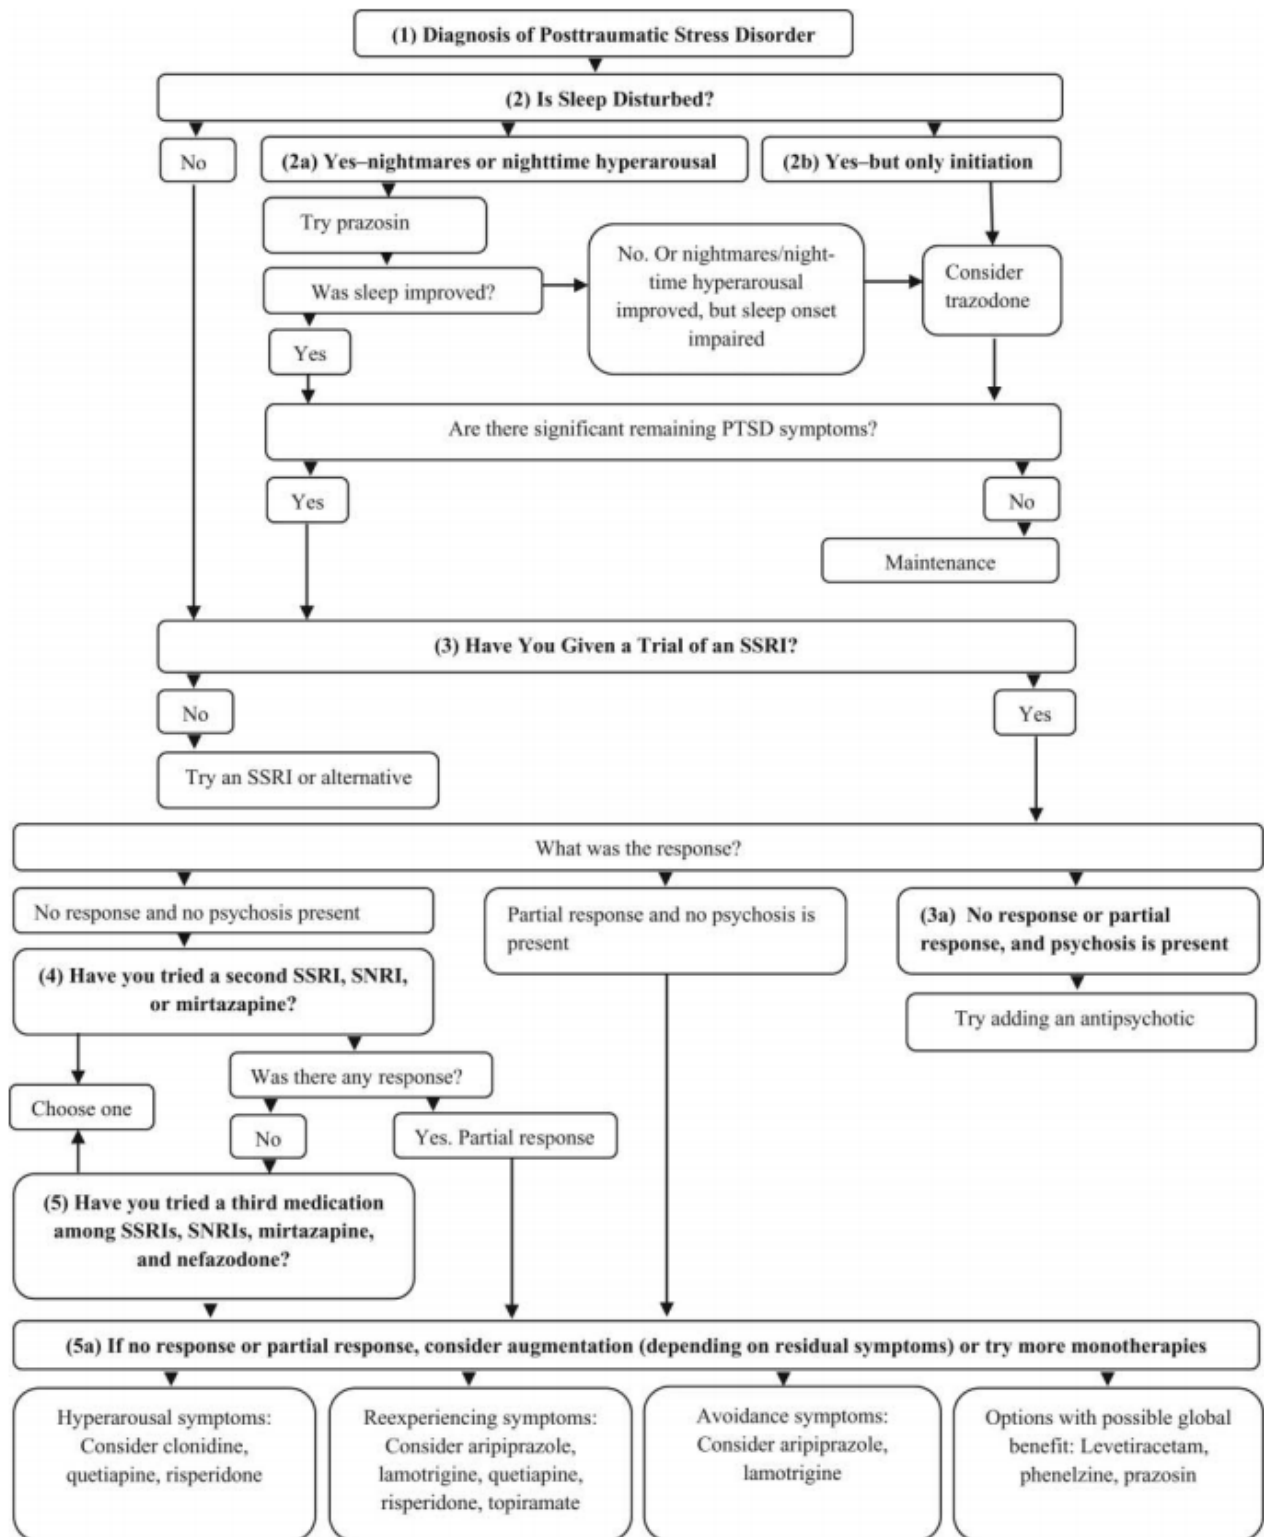 (1) Diagnosis of Posttraumatic Stress Disorder
(2) Is Sleep Disturbed?
No
(2a) Yes–nightmares or nighttime hyperarousal
(2b) Yes–but only initiation
Try prazosin
Was sleep improved?
No. Or nightmares/night-
time hyperarousal
improved, but sleep onset
impaired
Consider
trazodone
Yes
Are there significant remaining PTSD symptoms?
Yes
No
Maintenance
(3) Have You Given a Trial of an SSRI?
No
Yes
Try an SSRI or alternative
What was the response?
No response and no psychosis present
Partial response and no psychosis is
present
(3a) No response or partial
response, and psychosis is present
(4) Have you tried a second SSRI, SNRI,
or mirtazapine?
Try adding an antipsychotic
Was there any response?
Choose one
No
Yes. Partial response
(5) Have you tried a third medication
among SSRIs, SNRIs, mirtazapine,
and nefazodone?
(5a) If no response or partial response, consider augmentation (depending on residual symptoms) or try more monotherapies
Hyperarousal symptoms:
Consider clonidine,
quetiapine, risperidone
Reexperiencing symptoms:
Consider aripiprazole,
lamotrigine, quetiapine,
risperidone, topiramate
Avoidance symptoms:
Consider aripiprazole,
lamotrigine
Options with possible global
benefit: Levetiracetam,
phenelzine, prazosin